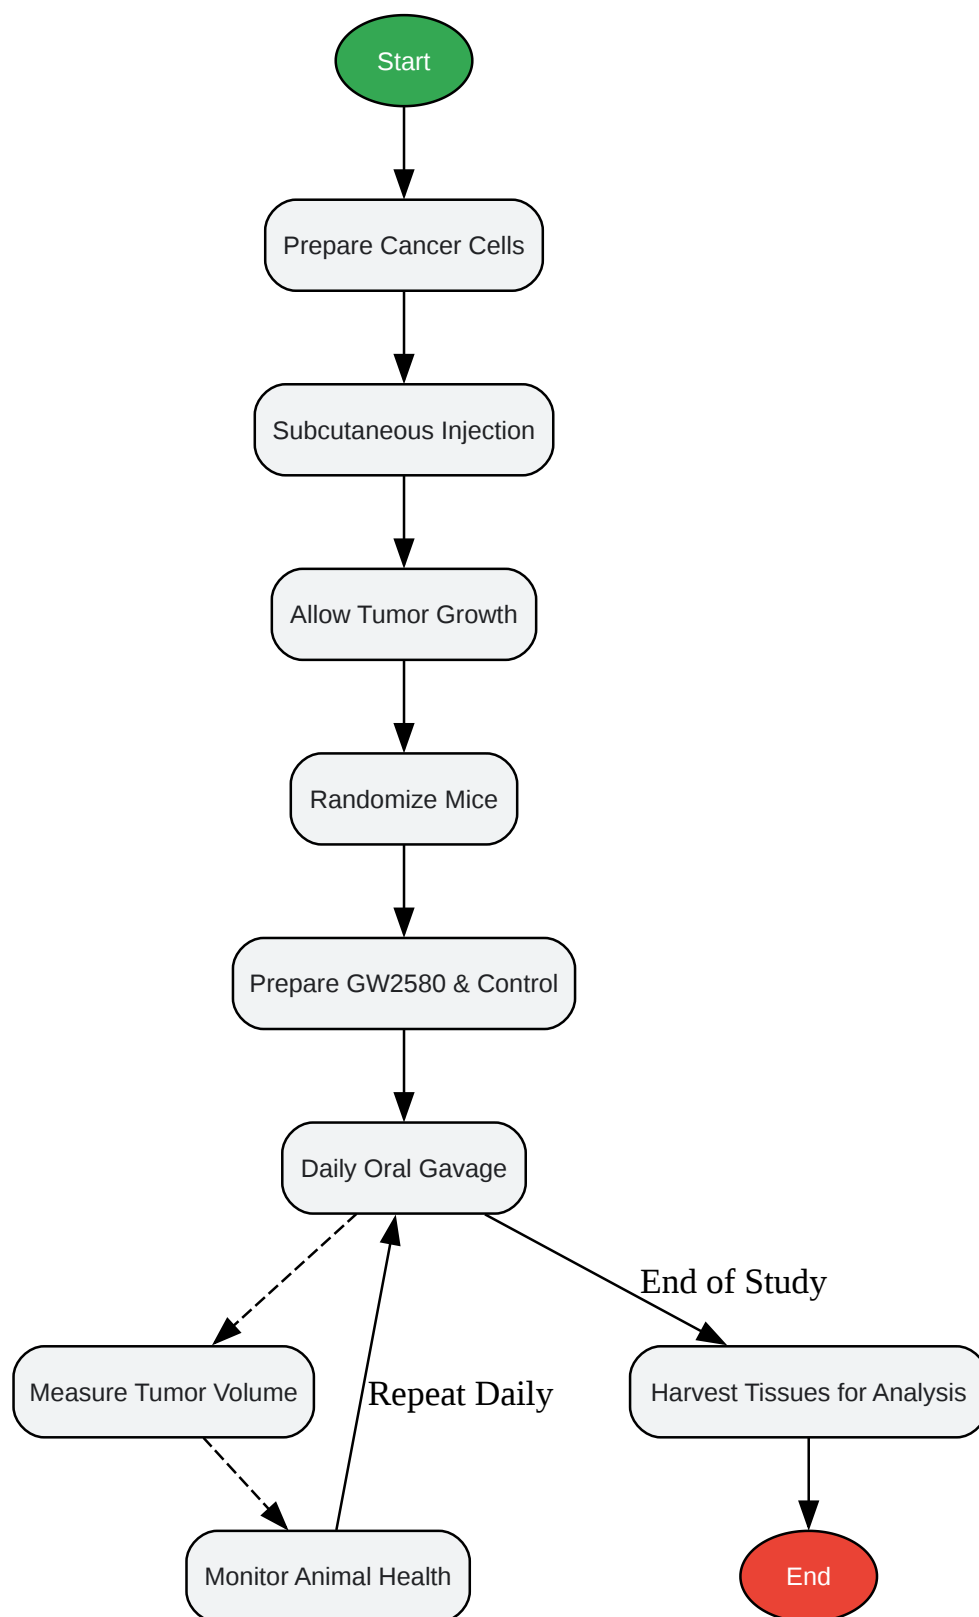 Start
Prepare Cancer Cells
Subcutaneous Injection
Allow Tumor Growth
Randomize Mice
Prepare GW2580 & Control
Daily Oral Gavage
End of Study
Measure Tumor Volume
Repeat Daily
Harvest Tissues for Analysis
Monitor Animal Health
End